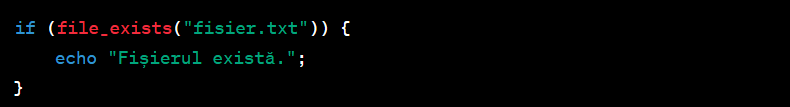 if (file_exists("fisier.txt")) {
    echo "Fișierul există.";
}